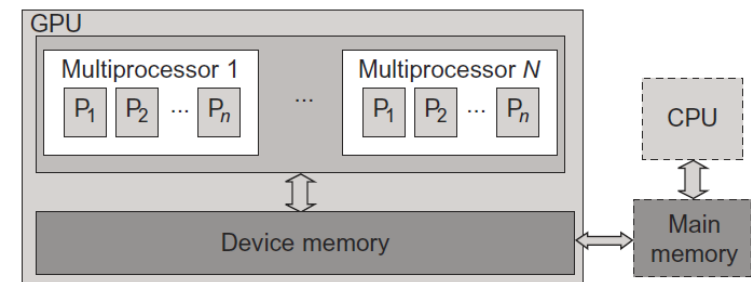 GPU
Multiprocessor 1
P1 P2 ... Pn
...
Multiprocessor N
P1 P2 ... Pn
CPU
Device memory
Main
memory